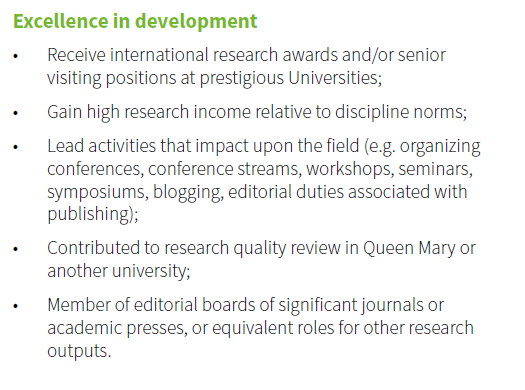 Excellence in development
• Receive international research awards and/or senior
visiting positions at prestigious Universities;
• Gain high research income relative to discipline norms;
• Lead activities that impact upon the field (e.g. organizing
conferences, conference streams, workshops, seminars,
symposiums, blogging, editorial duties associated with
publishing);
• Contributed to research quality review in Queen Mary or
another university;
• Member of editorial boards of significant journals or
academic presses, or equivalent roles for other research
outputs.